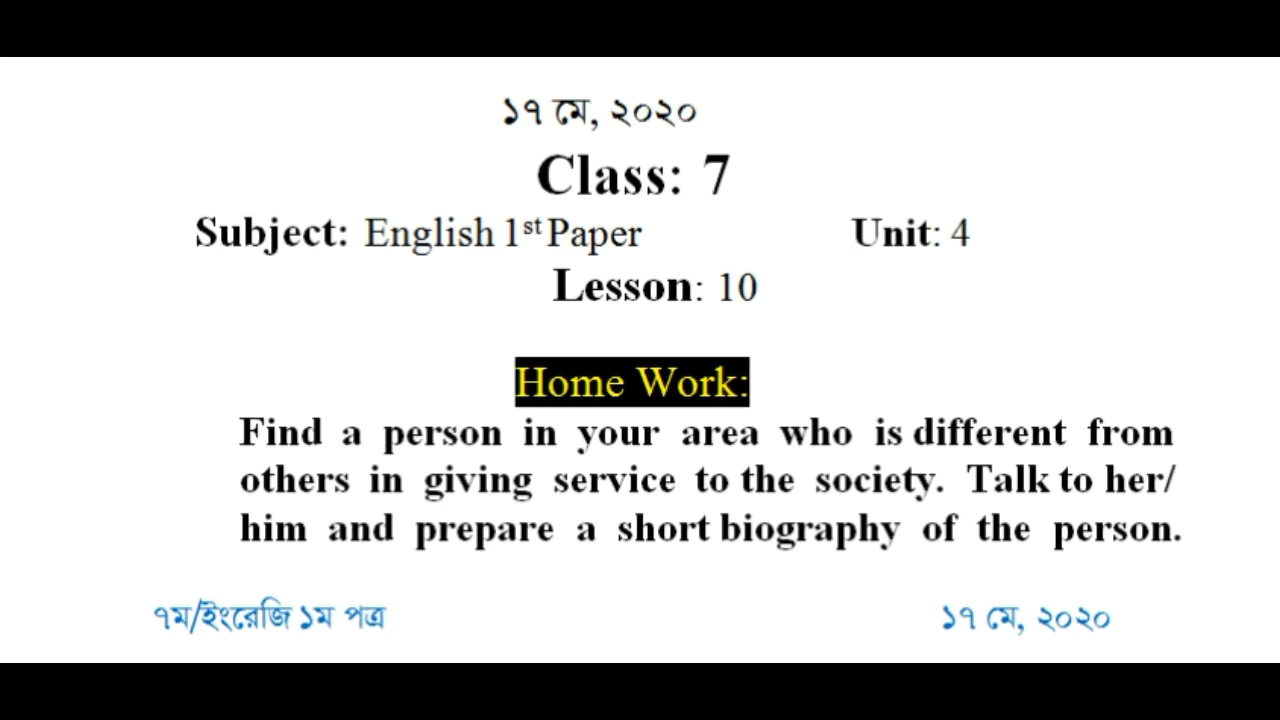 ১৭ মে, ২০২০
Class: 7
Subject: English 1st Paper Unit: 4
Lesson: 10
Home Work:
Find a person in your area who is different from
others in giving service to the society. Talk to her/
him and prepare a short biography of the person.
৭ম/ইংরেজি ১ম পত্র ১৭ মে, ২০২০